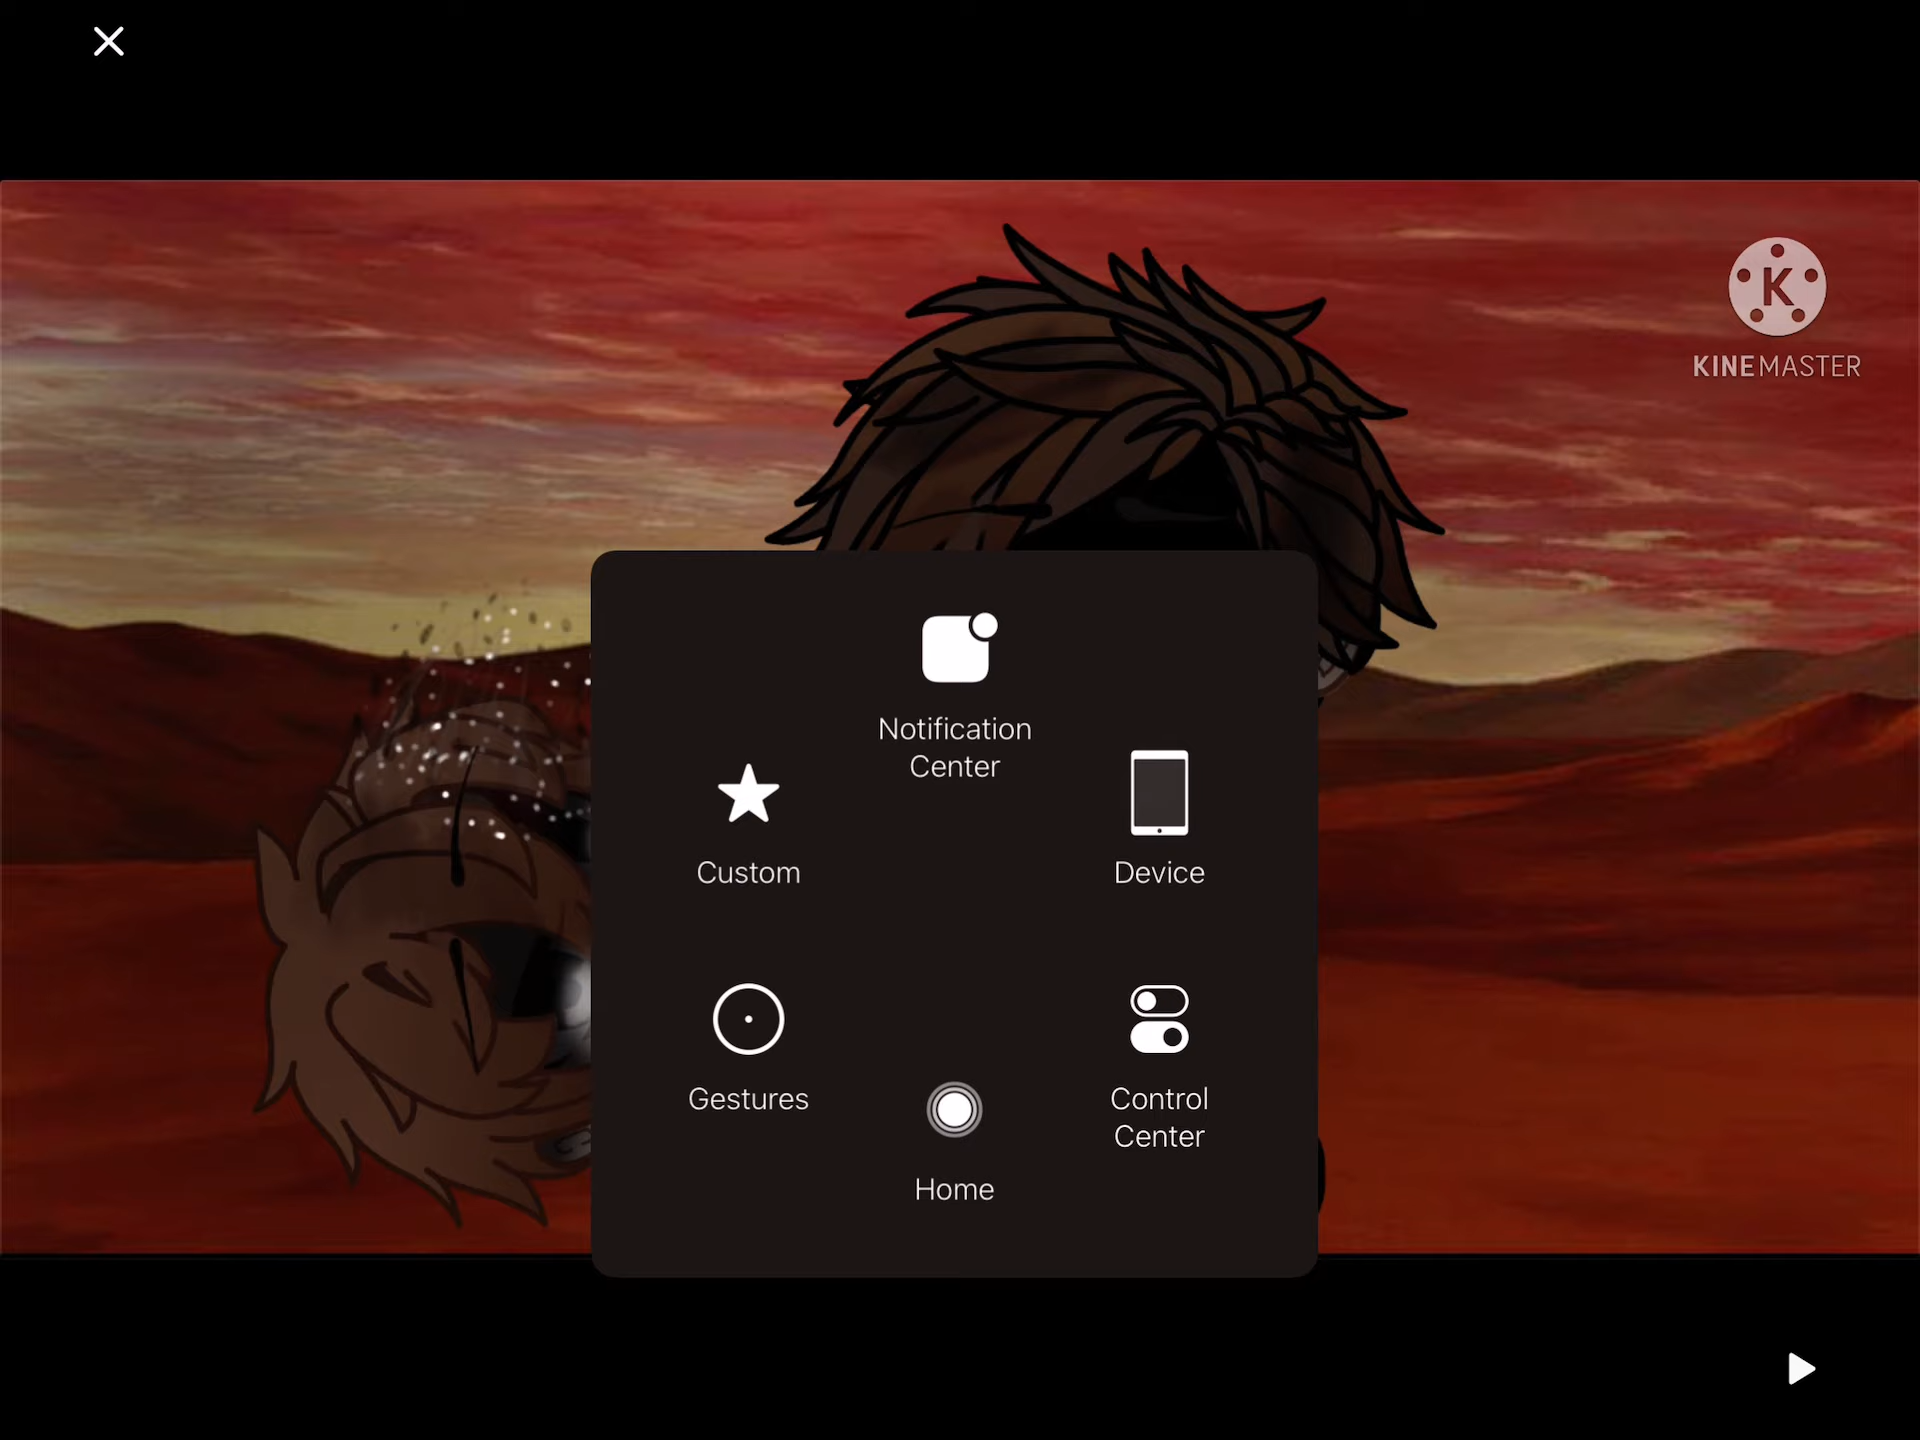 K
KINEMASTER
Notification
Center
Custom
Device
Gestures
Control
Center
Home